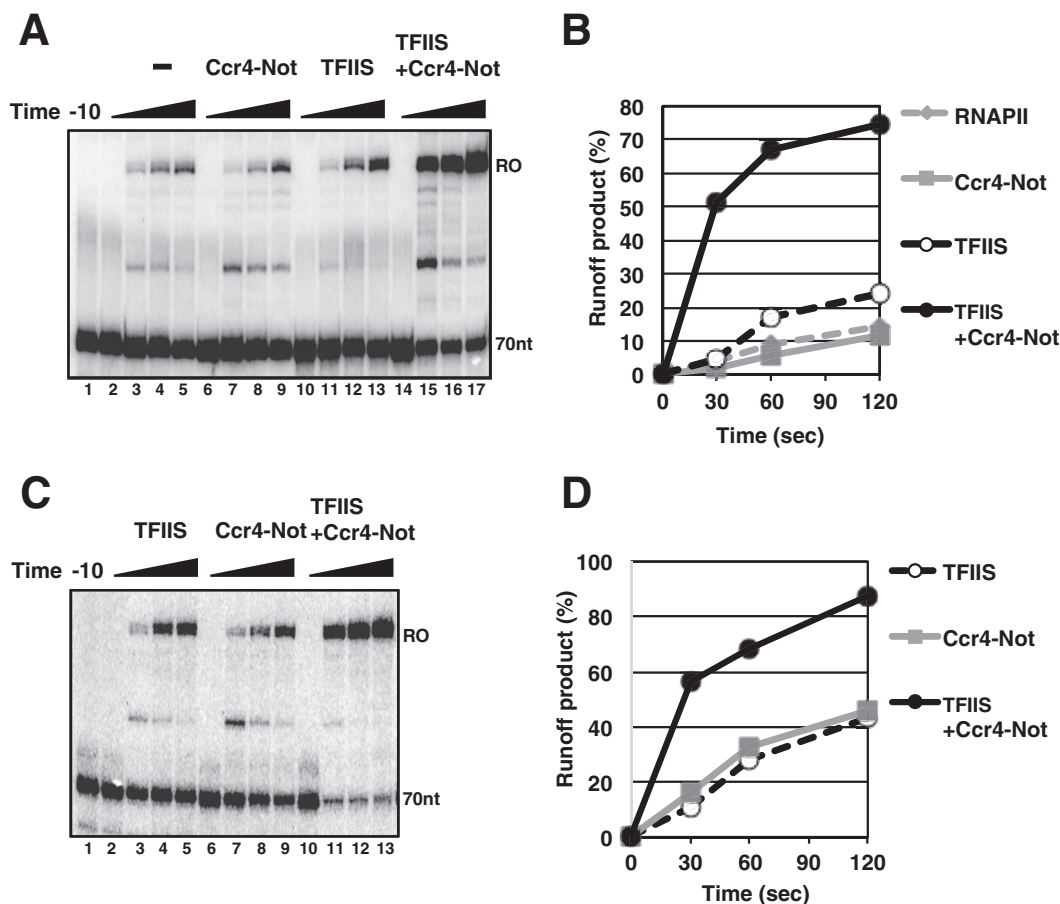 A
TFIIS
− Ccr4-Not TFIIS +Ccr4-Not
Time -10
RO
70nt
1 2 3 4 5 6 7 8 9 10 11 12 13 14 15 16 17
B
80
70
60
50
40
30
20
10
0
Runoff product (%)
0 30 60 90 120
Time (sec)
RNAPII
Ccr4-Not
TFIIS
TFIIS
+Ccr4-Not
C
TFIIS
TFIIS Ccr4-Not +Ccr4-Not
Time -10
RO
70nt
1 2 3 4 5 6 7 8 9 10 11 12 13
D
100
80
60
40
20
0
Runoff product (%)
0 30 60 90 120
Time (sec)
TFIIS
Ccr4-Not
TFIIS
+Ccr4-Not